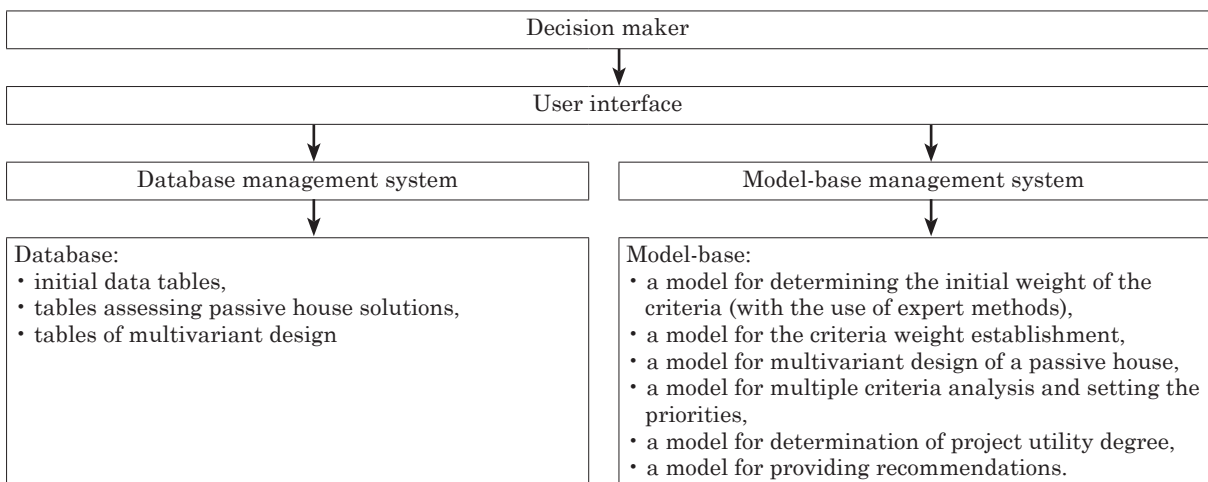 Decision maker
User interface
Database management system
Model-base management system
Database:
· initial data tables,
· tables assessing passive house solutions,
· tables of multivariant design
Model-base:
· a model for determining the initial weight of the
criteria (with the use of expert methods),
· a model for the criteria weight establishment,
· a model for multivariant design of a passive house,
· a model for multiple criteria analysis and setting the
priorities,
· a model for determination of project utility degree,
· a model for providing recommendations.